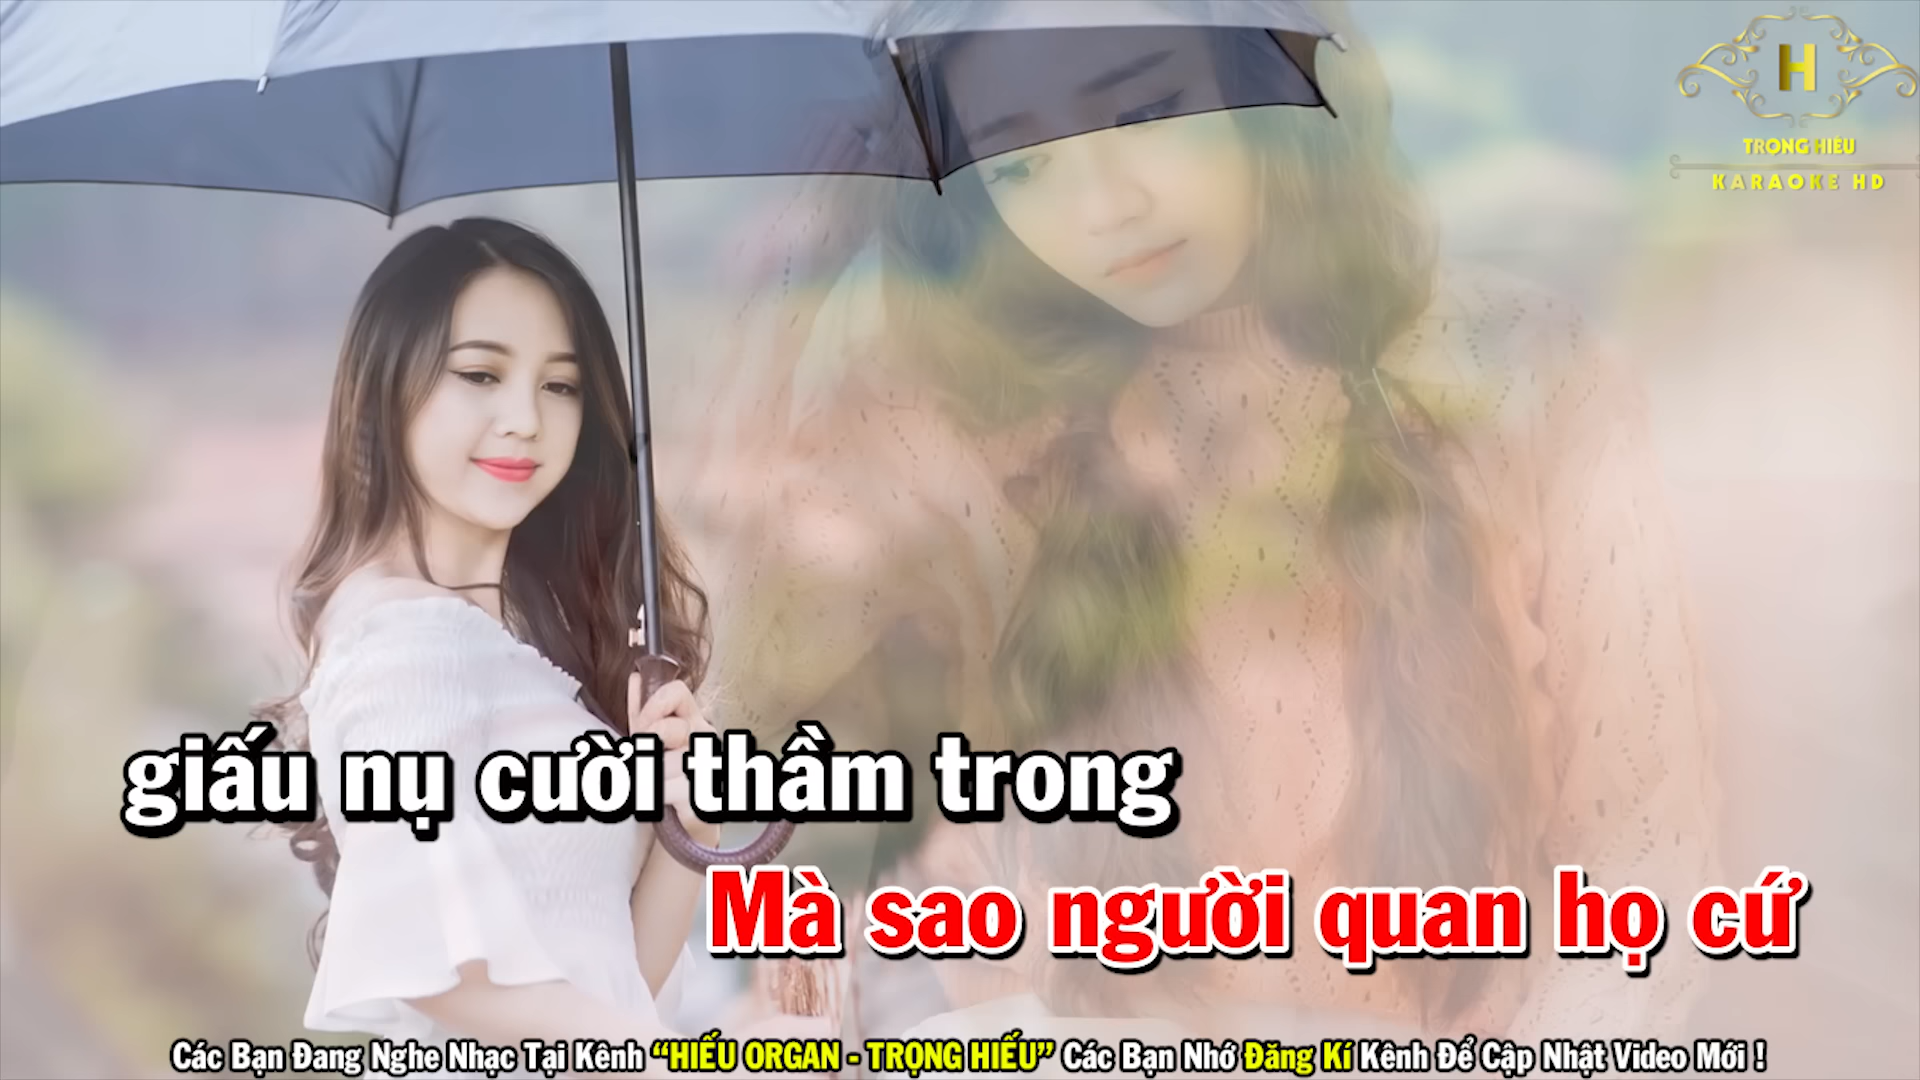 H
TRỌNG HIẾU
KARAOKE HD
giấu nụ cười thầm trong
Mà sao người quan họ cứ
Các Bạn Đang Nghe Nhạc Tại Kênh “HIẾU ORGAN - TRỌNG HIẾU” Các Bạn Nhớ Đăng Kí Kênh Để Cập Nhật Video Mới !